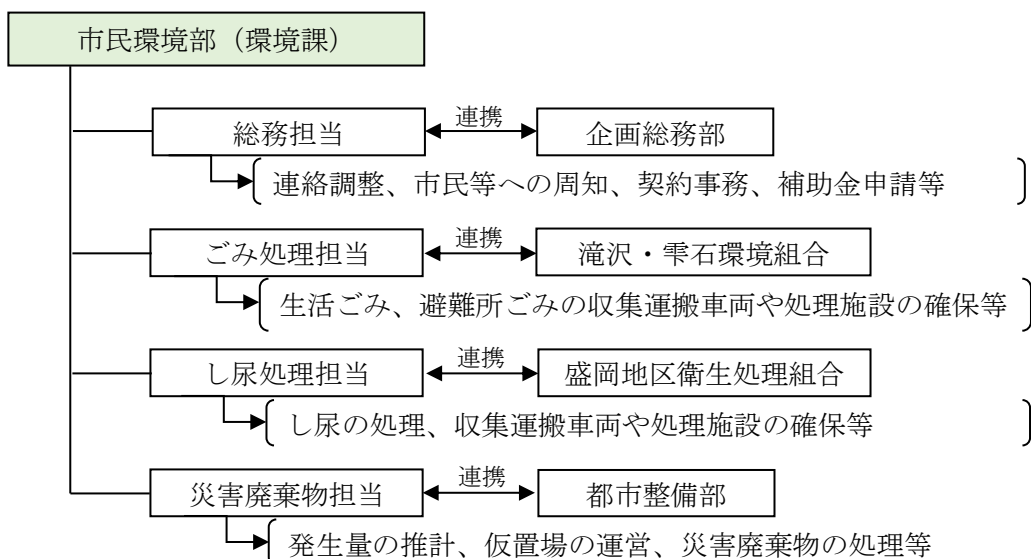 市民環境部(環境課)
総務担当 連携 企画総務部
連絡調整、市民等への周知、契約事務、補助金申請等
ごみ処理担当 連携 滝沢・雫石環境組合
生活ごみ、避難所ごみの収集運搬車両や処理施設の確保等
し尿処理担当 連携 盛岡地区衛生処理組合
し尿の処理、収集運搬車両や処理施設の確保等
災害廃棄物担当 連携 都市整備部
発生量の推計、仮置場の運営、災害廃棄物の処理等